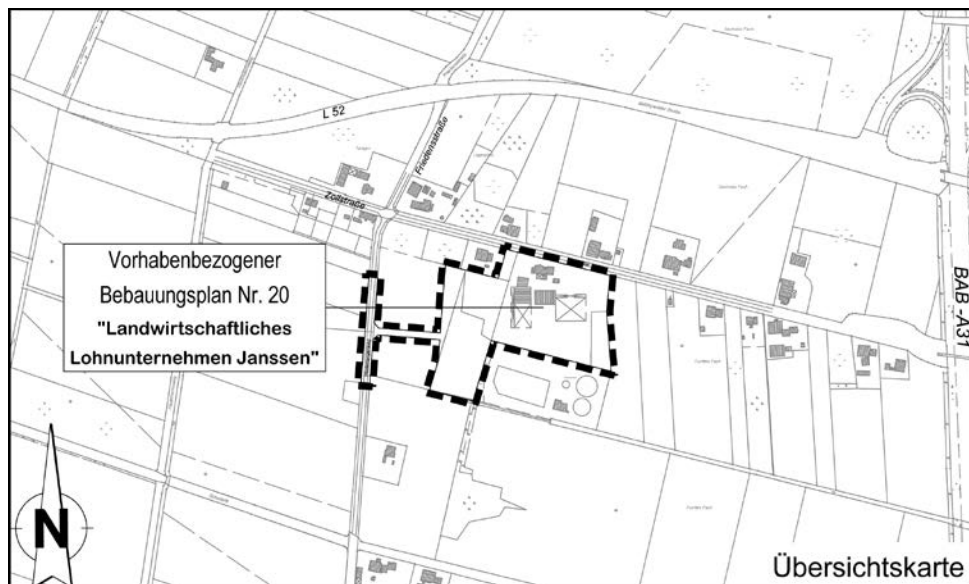 L 52
Friedensstraße
Zollstraße
Vorhabenbezogener
Bebauungsplan Nr. 20
"Landwirtschaftliches
Lohnunternehmen Janssen"
BAB -A31
N
Übersichtskarte